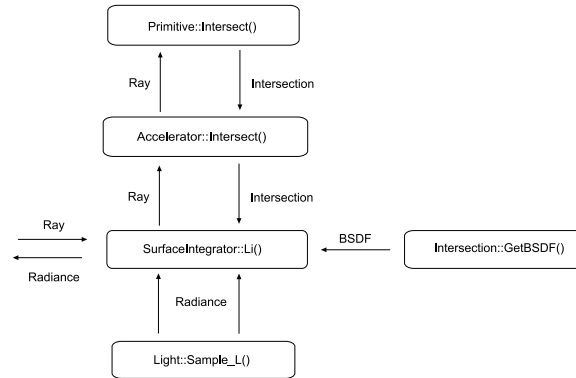 Primitive::Intersect()
Ray
Intersection
Accelerator::Intersect()
Ray
Intersection
Ray
SurfaceIntegrator::Li()
BSDF
Intersection::GetBSDF()
Radiance
Radiance
Light::Sample_L()